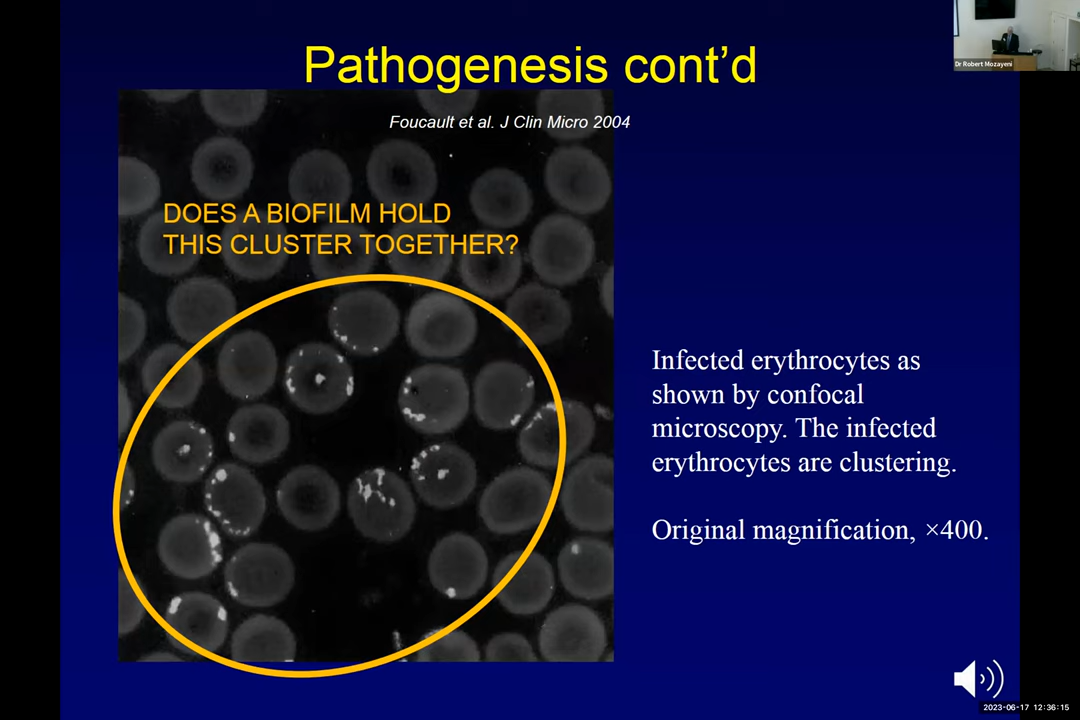 Pathogenesis cont’d
Dr Robert Mozayeni
Foucault et al. J Clin Micro 2004
DOES A BIOFILM HOLD
THIS CLUSTER TOGETHER?
Infected erythrocytes as
shown by confocal
microscopy. The infected
erythrocytes are clustering.
Original magnification, ×400.
2023-06-17 12:36:15